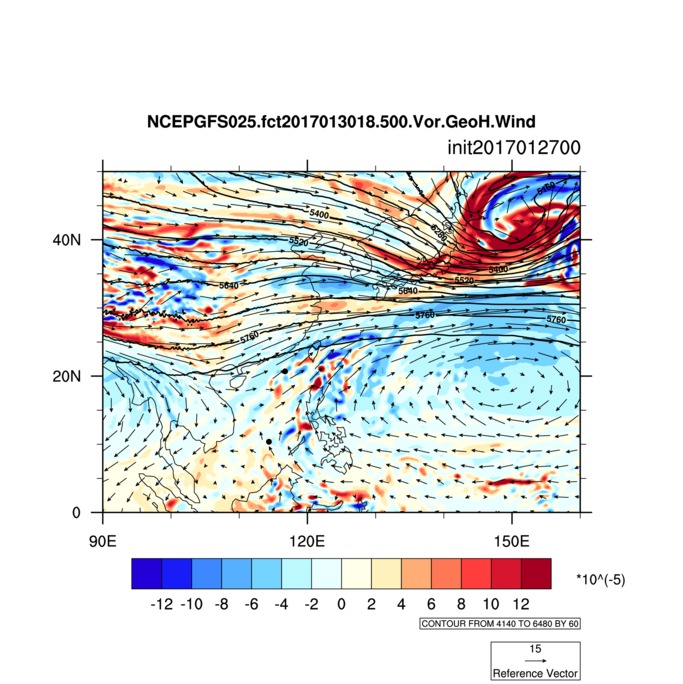 NCEPGFS025.fct2017013018.500.Vor.GeoH.Wind
init2017012700
5160
5400
5280
40N
5520
5400
5520
5640
5640
5760
5760
5760
20N
0
90E
120E
150E
-12 -10 -8 -6 -4 -2 0 2 4 6 8 10 12
*10^(-5)
CONTOUR FROM 4140 TO 6480 BY 60
15
Reference Vector